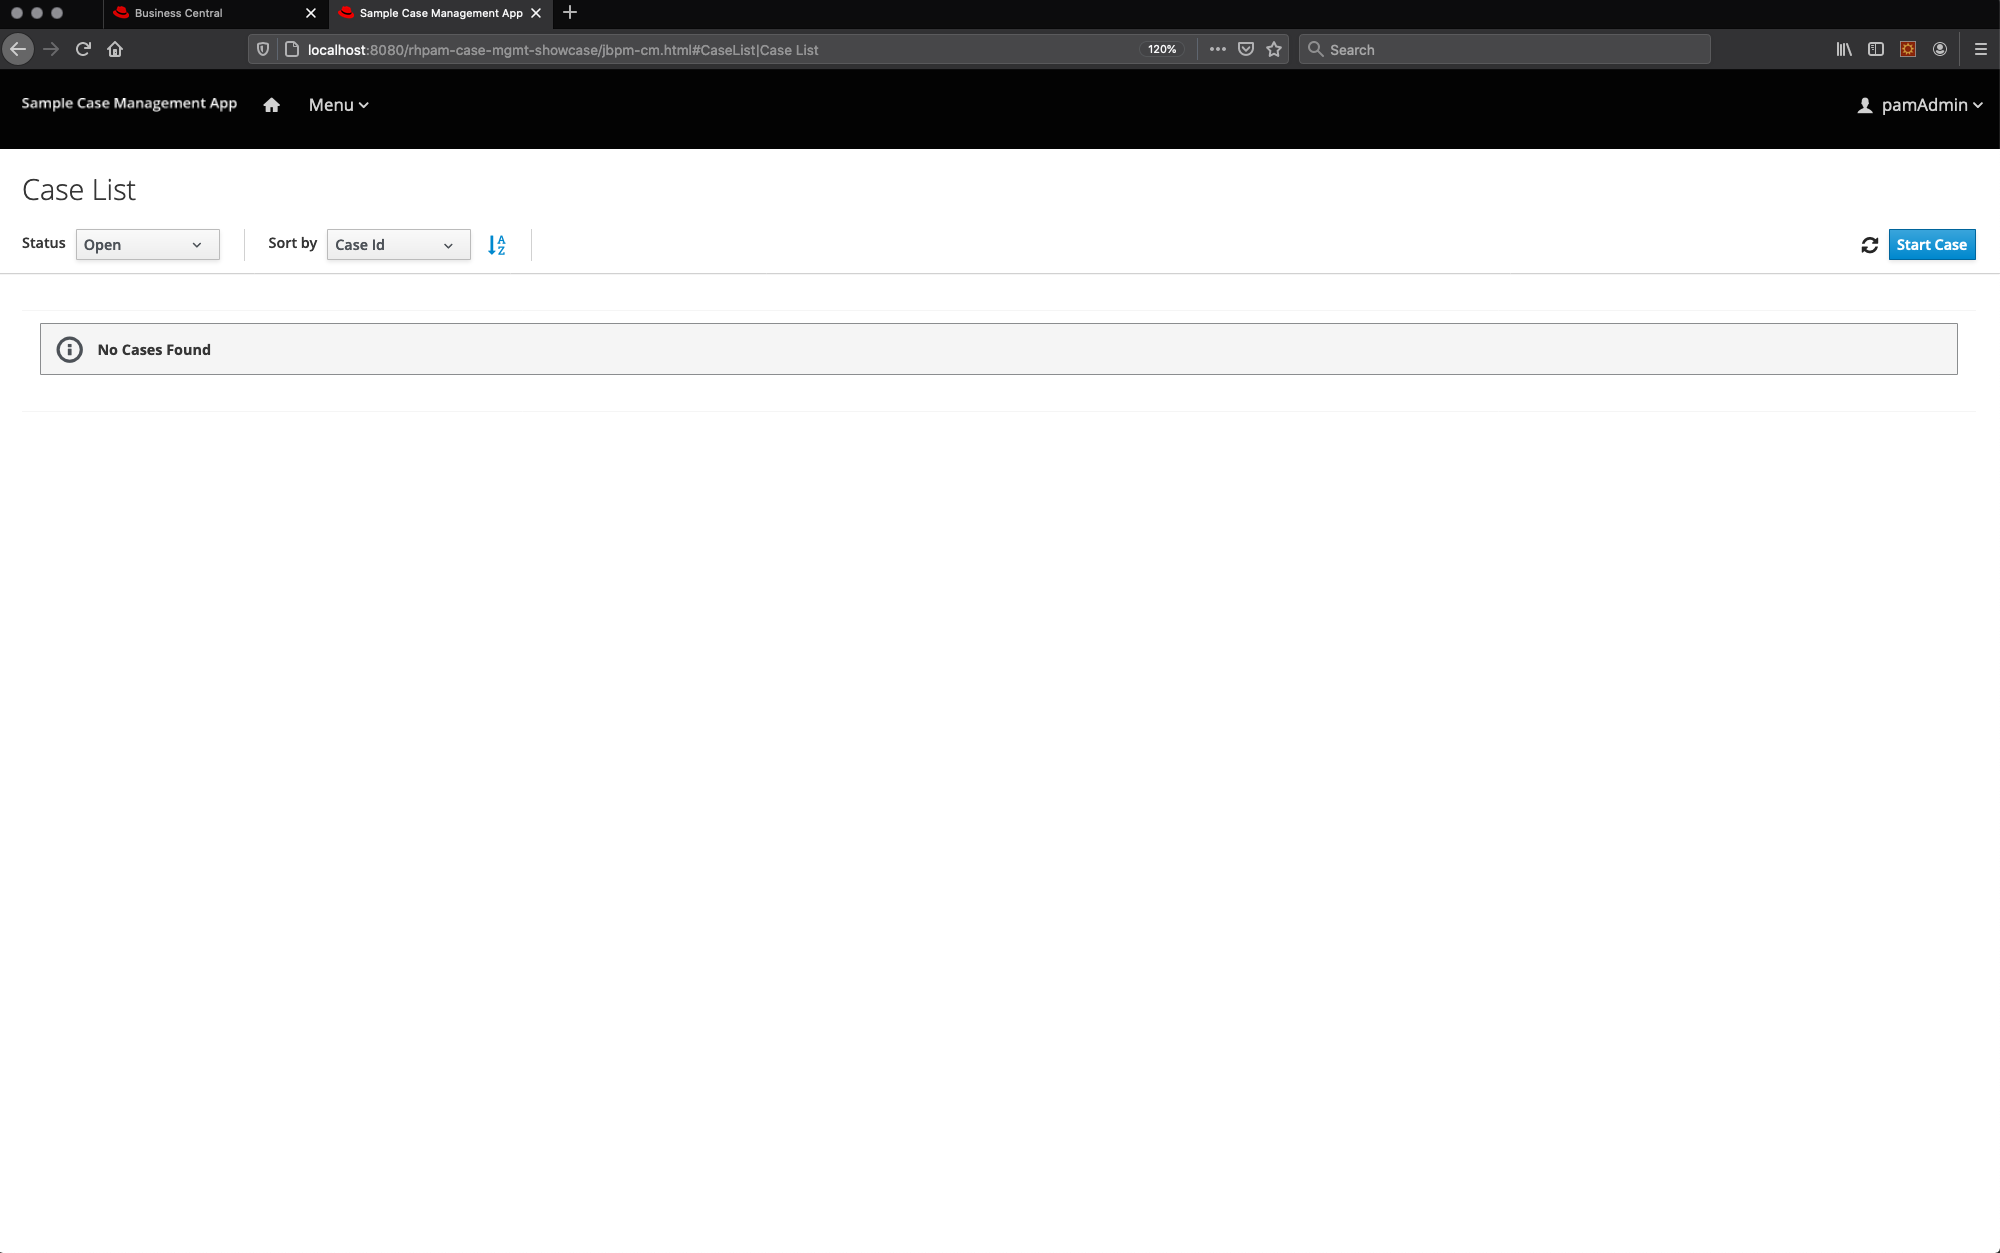 Business Central
Sample Case Management App
localhost:8080/rhpam-case-mgmt-showcase/jbpm-cm.html#CaseList|Case List
120%
Search
Sample Case Management App
Menu
pamAdmin
Case List
Status
Open
Sort by
Case Id
A
Z
Start Case
No Cases Found